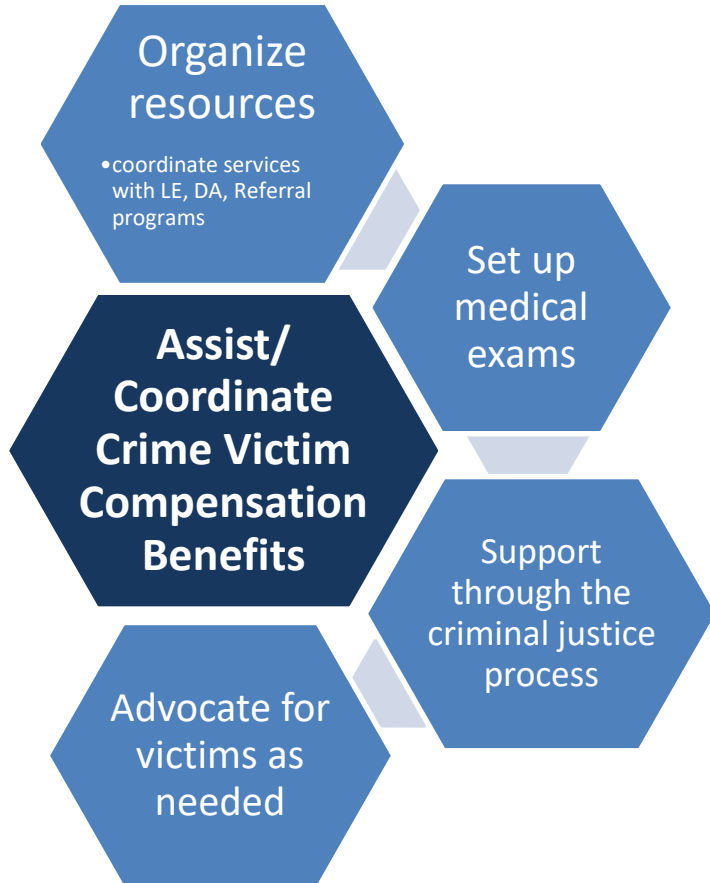 Organize
resources
•coordinate services
with LE, DA, Referral
programs
Set up
medical
exams
Assist/
Coordinate
Crime Victim
Compensation
Benefits
Support
through the
criminal justice
process
Advocate for
victims as
needed